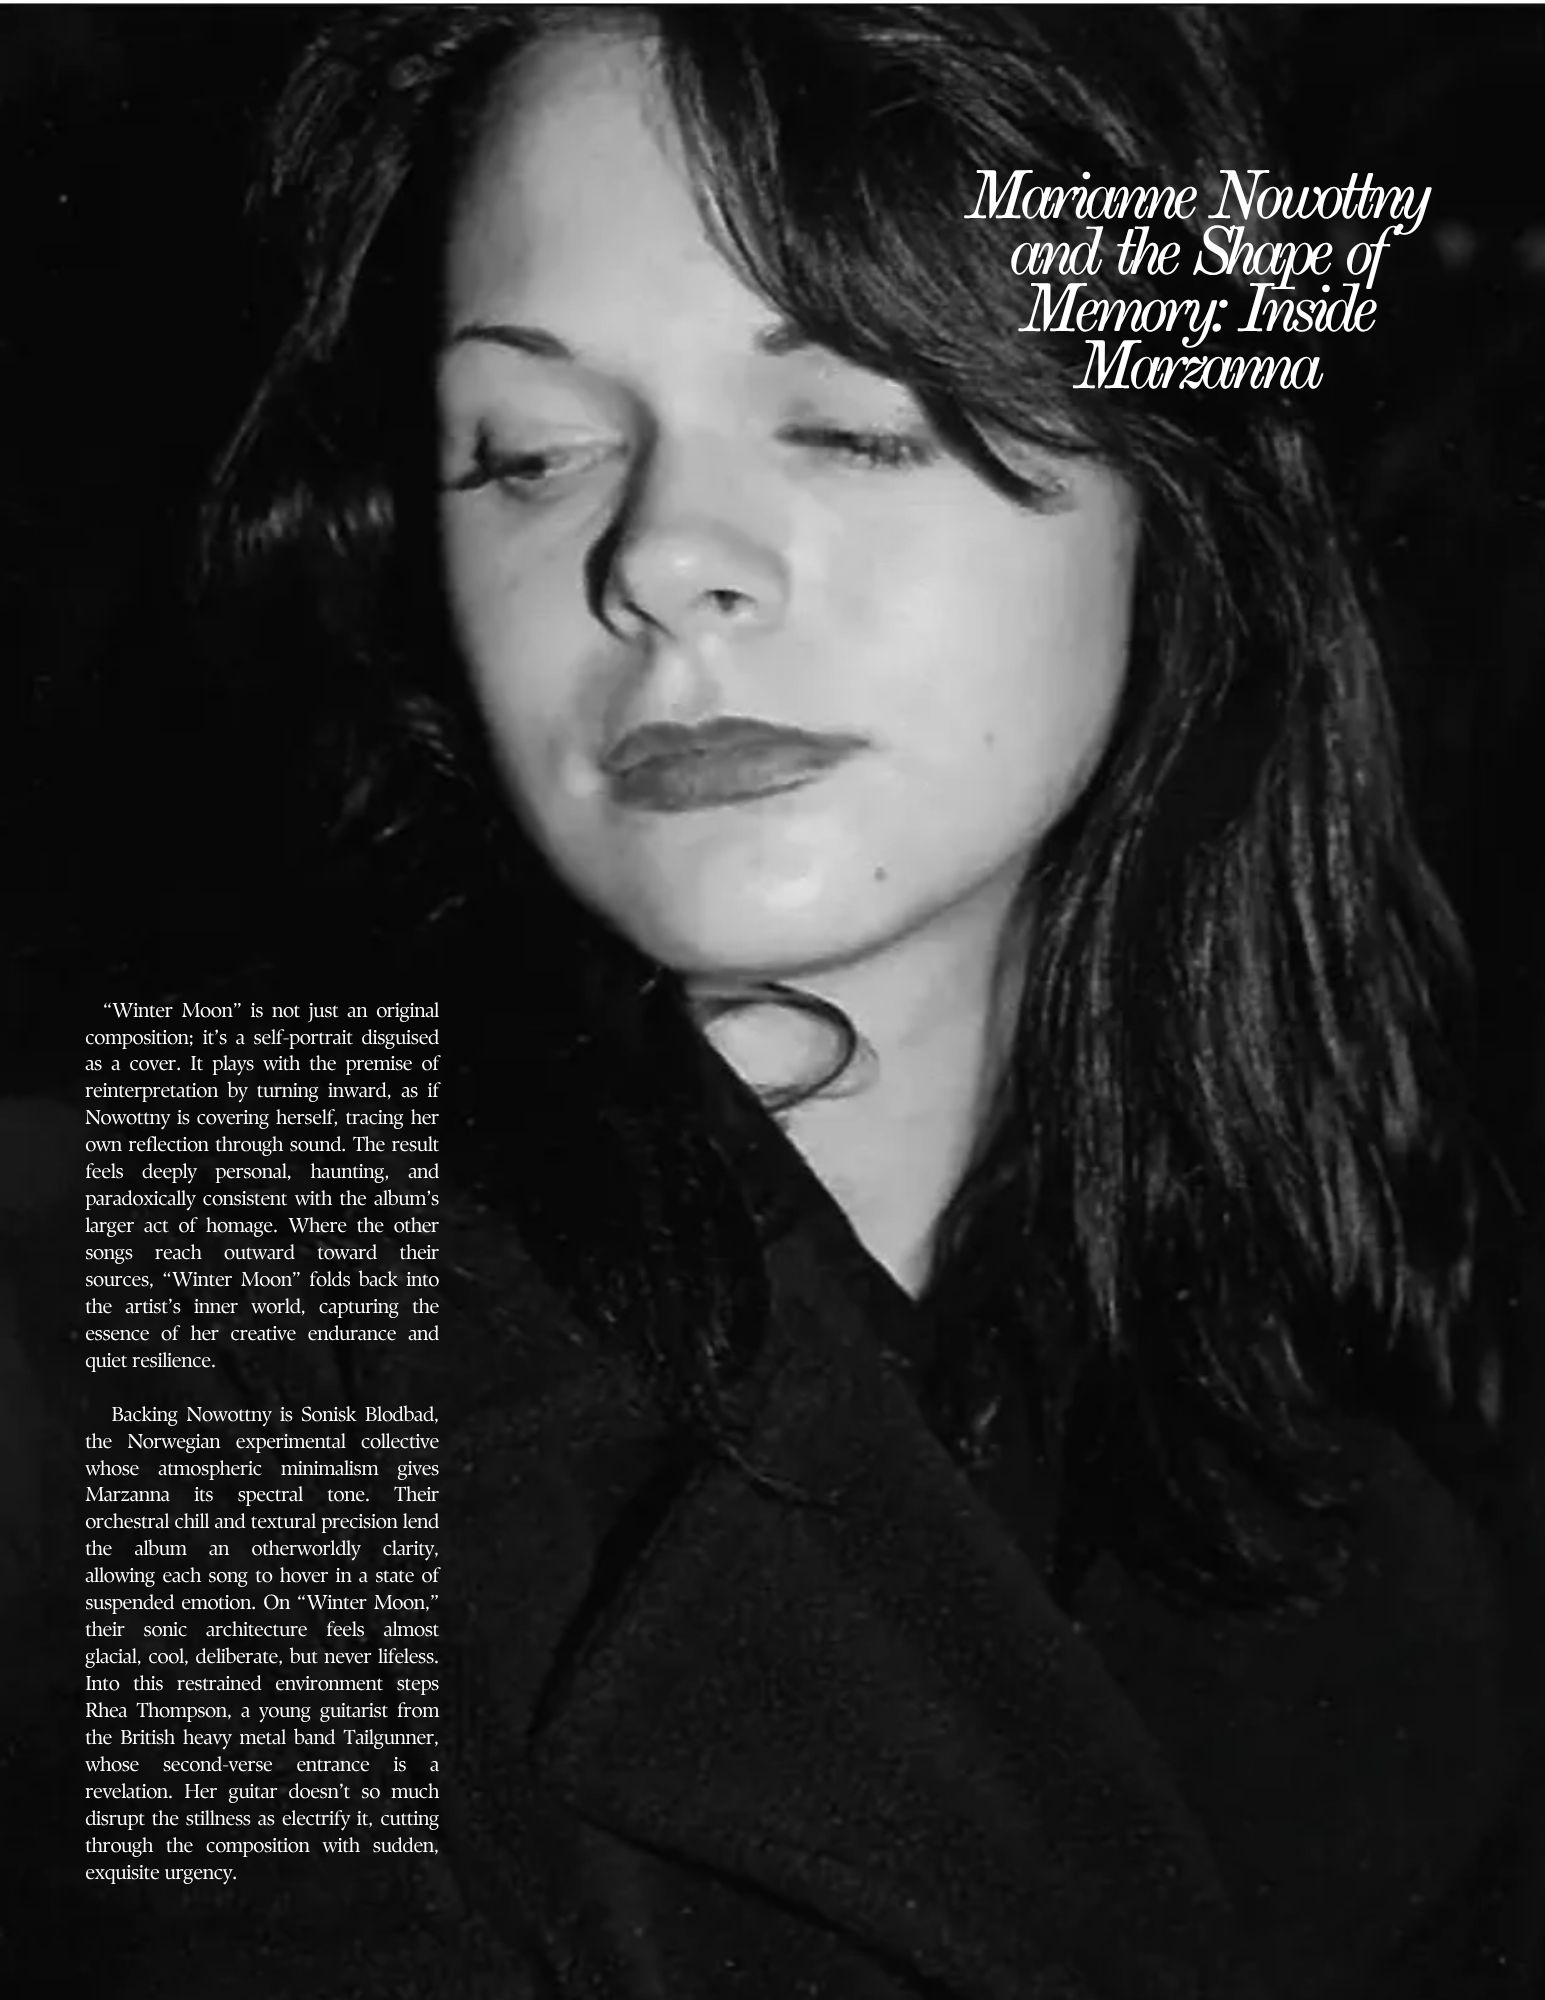 Marianne Nowottny
and the Shape of
Memory: Inside
Marzanna
“Winter Moon” is not just an original
composition; it’s a self-portrait disguised
as a cover. It plays with the premise of
reinterpretation by turning inward, as if
Nowottny is covering herself, tracing her
own reflection through sound. The result
feels deeply personal, haunting, and
paradoxically consistent with the album’s
larger act of homage. Where the other
songs reach outward toward their
sources, “Winter Moon” folds back into
the artist’s inner world, capturing the
essence of her creative endurance and
quiet resilience.
Backing Nowottny is Sonisk Blodbad,
the Norwegian experimental collective
whose atmospheric minimalism gives
Marzanna its spectral tone. Their
orchestral chill and textural precision lend
the album an otherworldly clarity,
allowing each song to hover in a state of
suspended emotion. On “Winter Moon,”
their sonic architecture feels almost
glacial, cool, deliberate, but never lifeless.
Into this restrained environment steps
Rhea Thompson, a young guitarist from
the British heavy metal band Tailgunner,
whose second-verse entrance is a
revelation. Her guitar doesn’t so much
disrupt the stillness as electrify it, cutting
through the composition with sudden,
exquisite urgency.